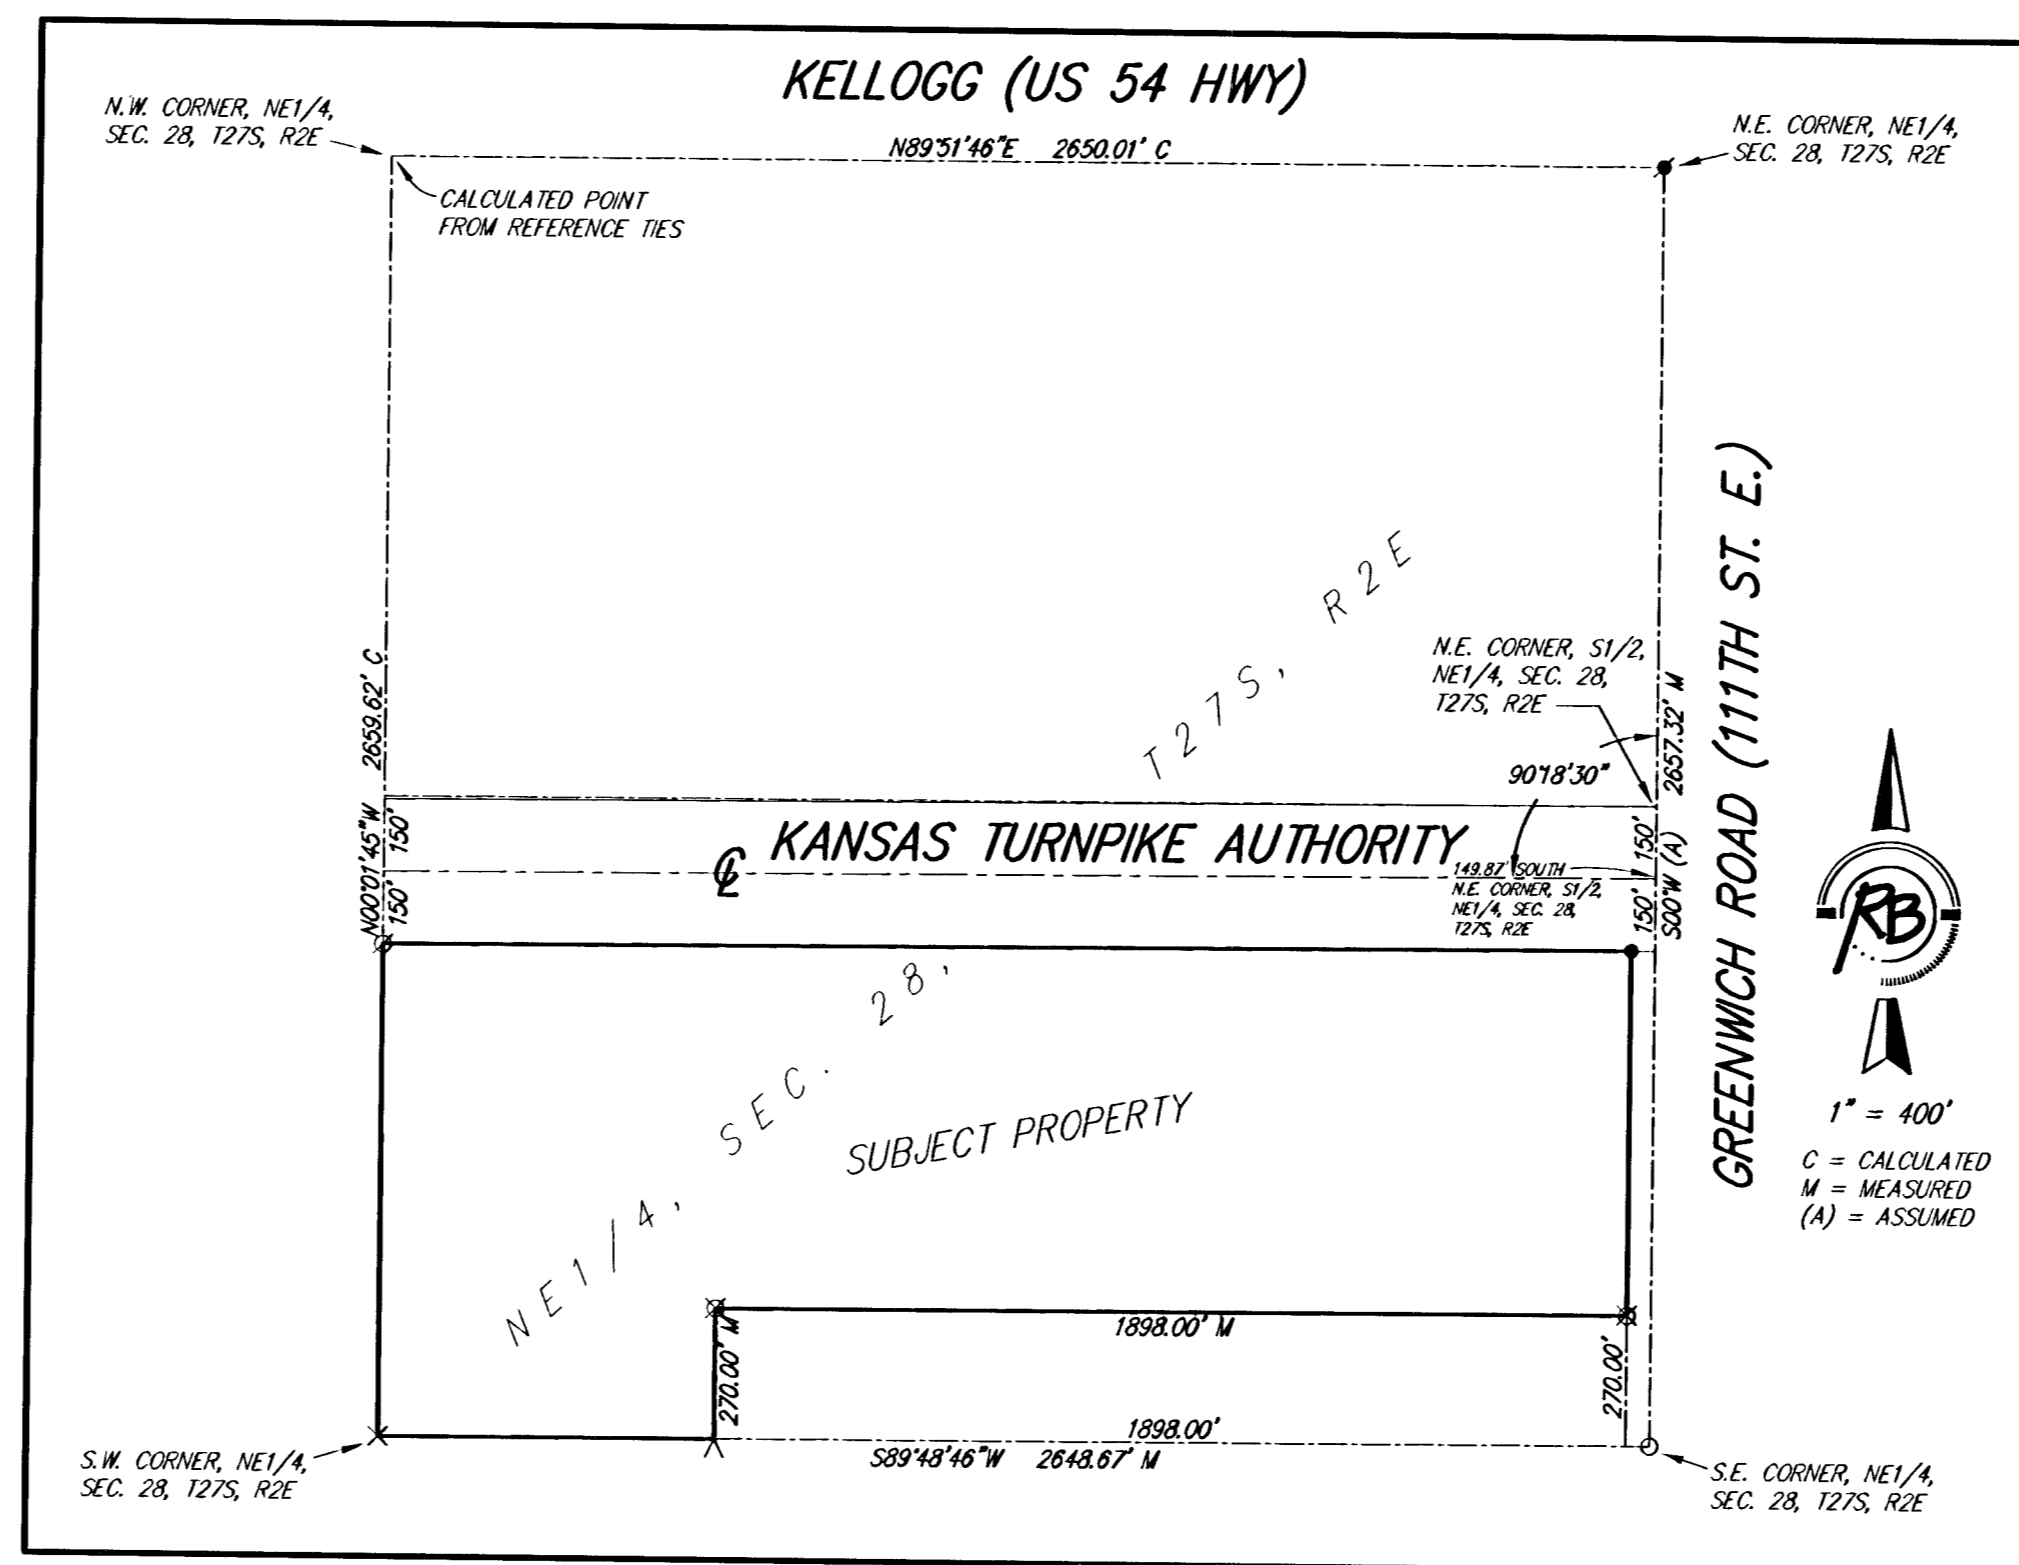 KELLOGG (US 54 HWY)
N.W. CORNER, NE1/4,
SEC. 28, T27S, R2E
N89°51'46"E 2650.01' C
N.E. CORNER, NE1/4,
SEC. 28, T27S, R2E
CALCULATED POINT
FROM REFERENCE TIES
T27S, R2E
N.E. CORNER, S1/2,
NE1/4, SEC. 28,
T27S, R2E
2659.62' C
N00°01'45"W
150'
150'
2657.32' M
S00°W (A)
150'
150'
90°18'30"
KANSAS TURNPIKE AUTHORITY
CL
149.87' SOUTH
N.E. CORNER, S1/2,
NE1/4, SEC. 28,
T27S, R2E
GREENWICH ROAD (111TH ST. E.)
RB
1" = 400'
C = CALCULATED
M = MEASURED
(A) = ASSUMED
NE1/4, SEC. 28,
SUBJECT PROPERTY
1898.00' M
270.00' M
270.00'
1898.00'
S89°48'46"W 2648.67' M
S.W. CORNER, NE1/4,
SEC. 28, T27S, R2E
S.E. CORNER, NE1/4,
SEC. 28, T27S, R2E